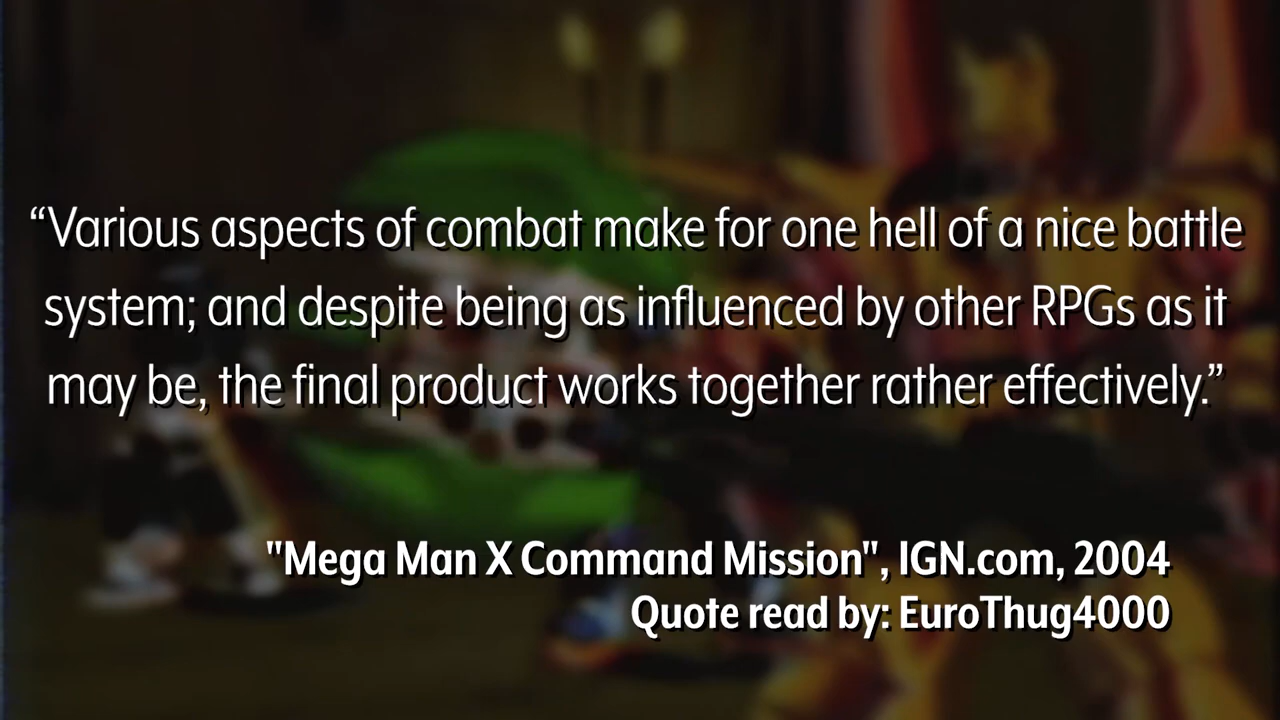 “Various aspects of combat make for one hell of a nice battle
system; and despite being as influenced by other RPGs as it
may be, the final product works together rather effectively.”
"Mega Man X Command Mission", IGN.com, 2004
Quote read by: EuroThug4000